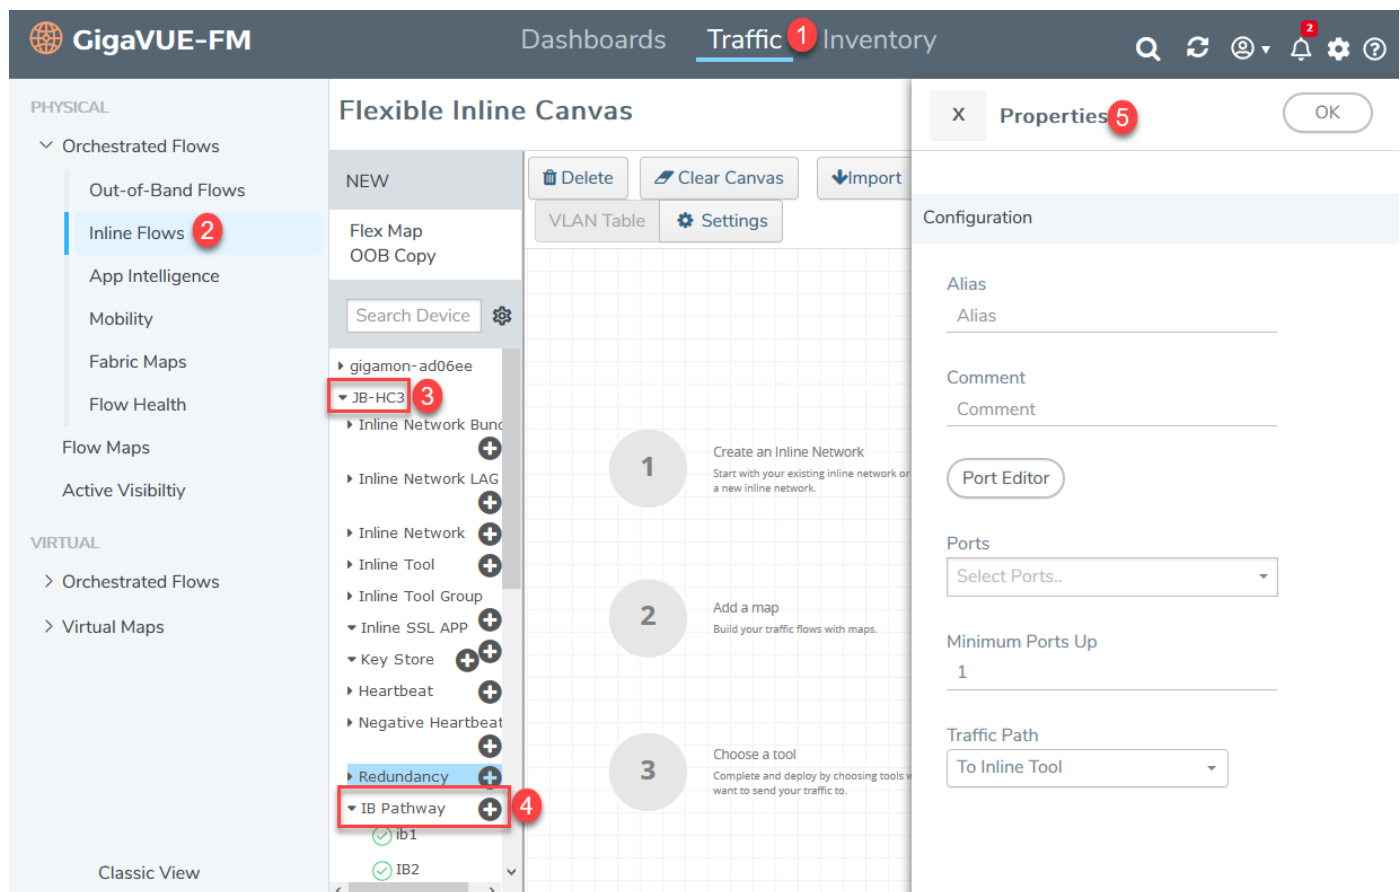 GigaVUE-FM
Dashboards
Traffic
1
Inventory
2
PHYSICAL
Orchestrated Flows
Out-of-Band Flows
Inline Flows
2
App Intelligence
Mobility
Fabric Maps
Flow Health
Flow Maps
Active Visibiltiy
VIRTUAL
Orchestrated Flows
Virtual Maps
Classic View
Flexible Inline Canvas
NEW
Flex Map
OOB Copy
Search Device
gigamon-ad06ee
JB-HC3
3
Inline Network Bund
Inline Network LAG
Inline Network
Inline Tool
Inline Tool Group
Inline SSL APP
Key Store
Heartbeat
Negative Heartbeat
Redundancy
IB Pathway
4
ib1
IB2
Delete
Clear Canvas
Import
VLAN Table
Settings
1
Create an Inline Network
Start with your existing inline network or
a new inline network.
2
Add a map
Build your traffic flows with maps.
3
Choose a tool
Complete and deploy by choosing tools
want to send your traffic to.
X
Properties
5
OK
Configuration
Alias
Alias
Comment
Comment
Port Editor
Ports
Select Ports..
Minimum Ports Up
1
Traffic Path
To Inline Tool